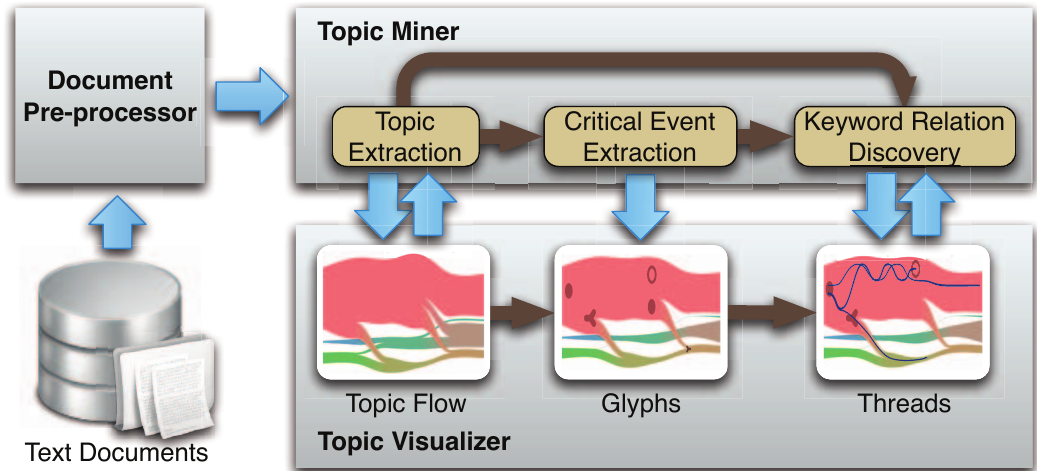 Document
Pre-processor
Topic Miner
Topic
Extraction
Critical Event
Extraction
Keyword Relation
Discovery
Topic Flow
Glyphs
Threads
Text Documents
Topic Visualizer